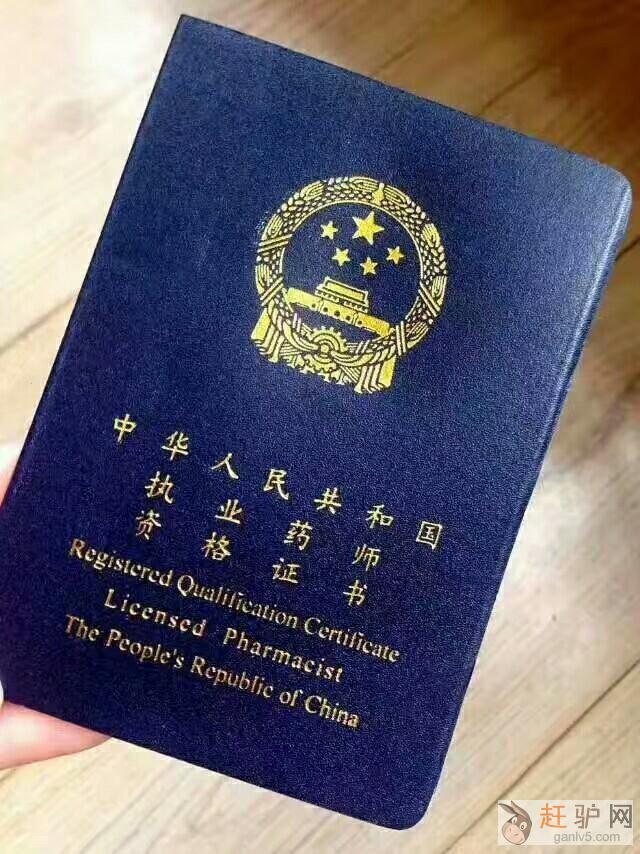 中华人民共和国
执业药师
资格证书
Registered Qualification Certificate
Licensed Pharmacist
The People's Republic of China
赶驴网
ganlv5.com